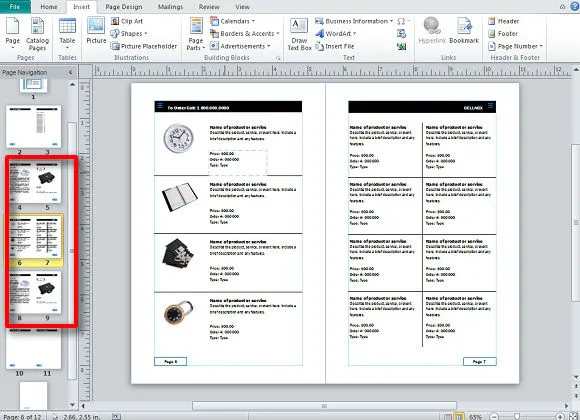 File Home Insert Page Design Mailings Review View
Page Catalog Pages Table Picture Clip Art Shapes Picture Placeholder Page Parts Calendars Borders & Accents Advertisements Draw Text Box Business Information WordArt Insert File Hyperlink Bookmark Header Footer Page Number
Pages Tables Illustrations Building Blocks Text Links Header & Footer
Page Navigation
1
2 3
4 5
6 7
8 9
10 11
To Order Call: 1.800.000.0000
Name of product or service
Describe the product, service, or event here. Include a
brief description and any features.
Price: $00.00
Order #: 000000
Type: Type
Name of product or service
Describe the product, service, or event here. Include a
brief description and any features.
Price: $00.00
Order #: 000000
Type: Type
Name of product or service
Describe the product, service, or event here. Include a
brief description and any features.
Price: $00.00
Order #: 000000
Type: Type
Name of product or service
Describe the product, service, or event here. Include a
brief description and any features.
Price: $00.00
Order #: 000000
Type: Type
Page 6
Name of product or service Name of product or service
Describe the product, service, or event here. Include a brief description and any features. Describe the product, service, or event here. Include a brief description and any features.
Price: $00.00 Price: $00.00
Order #: 000000 Order #: 000000
Type: Type Type: Type
Name of product or service Name of product or service
Describe the product, service, or event here. Include a brief description and any features. Describe the product, service, or event here. Include a brief description and any features.
Price: $00.00 Price: $00.00
Order #: 000000 Order #: 000000
Type: Type Type: Type
Name of product or service Name of product or service
Describe the product, service, or event here. Include a brief description and any features. Describe the product, service, or event here. Include a brief description and any features.
Price: $00.00 Price: $00.00
Order #: 000000 Order #: 000000
Type: Type Type: Type
Name of product or service Name of product or service
Describe the product, service, or event here. Include a brief description and any features. Describe the product, service, or event here. Include a brief description and any features.
Price: $00.00 Price: $00.00
Order #: 000000 Order #: 000000
Type: Type Type: Type
Page 7
Page: 6 of 12 2.66, 2.55 in. 65%